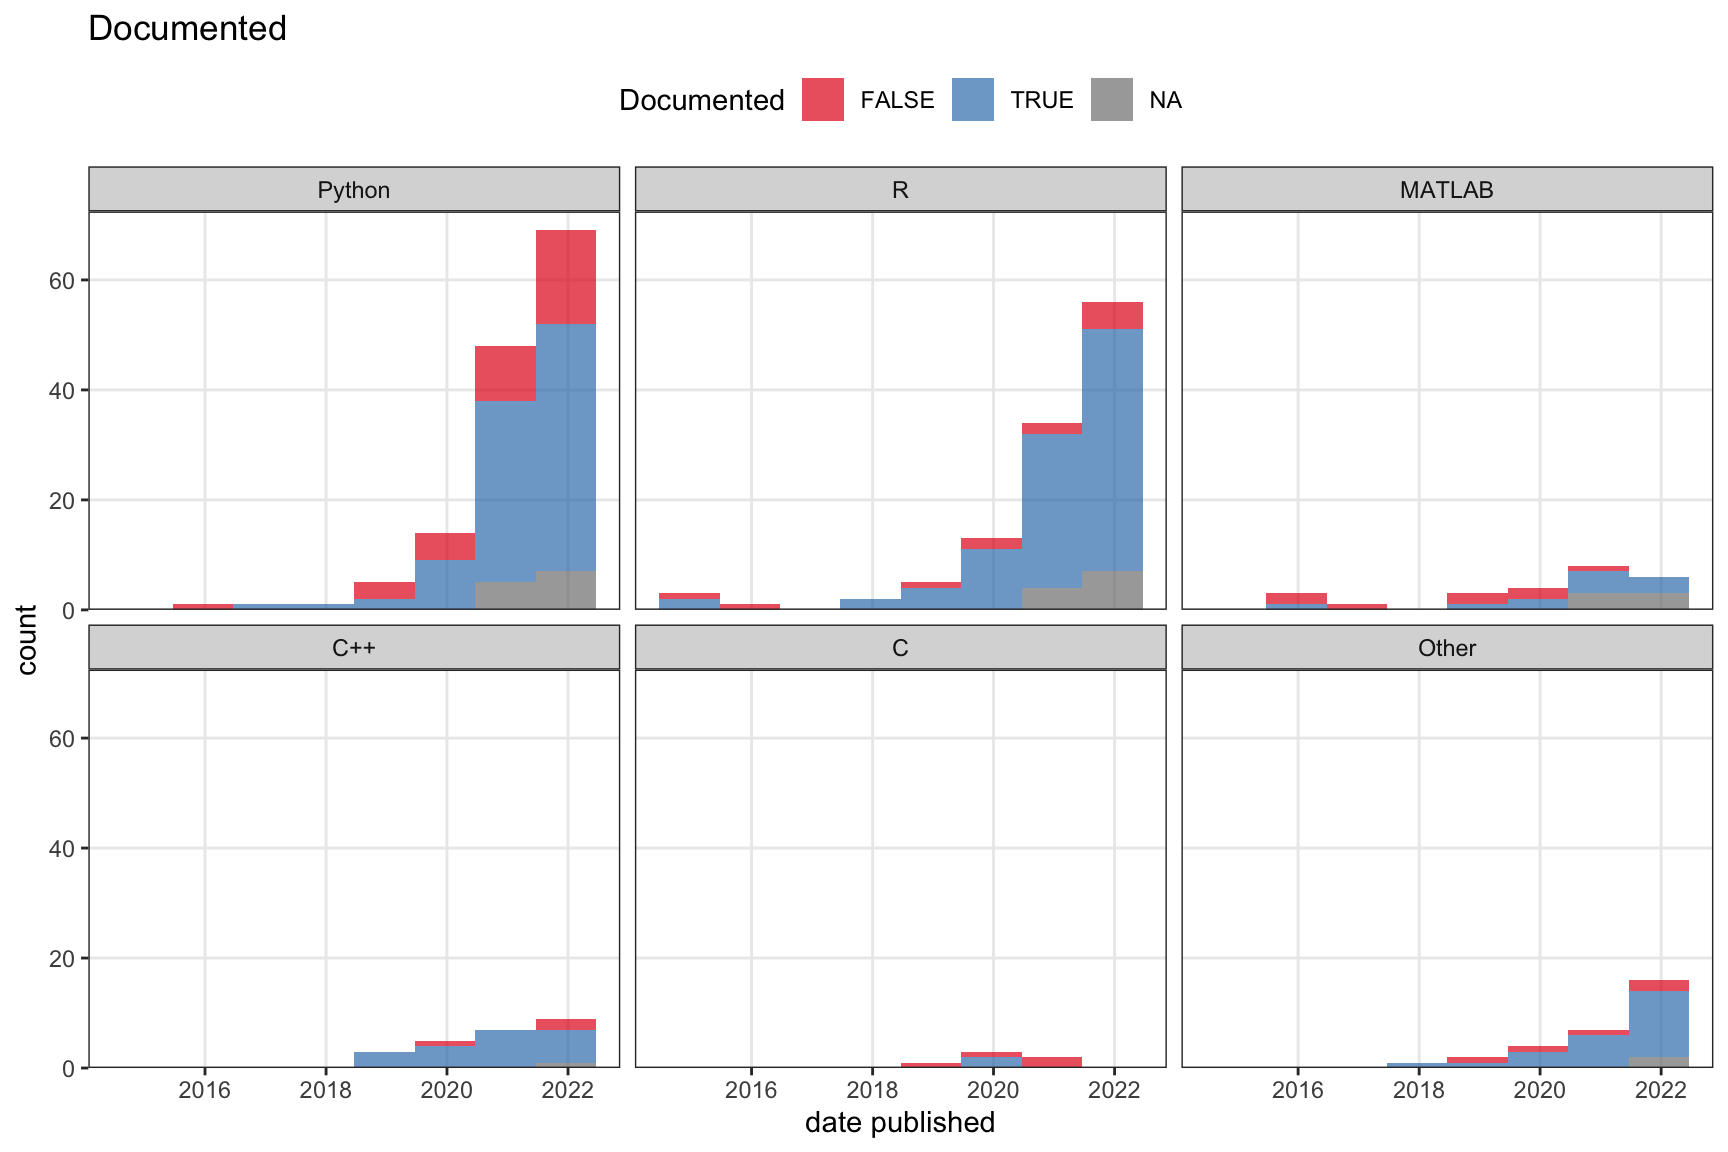 Documented
Documented FALSE TRUE NA
Python R MATLAB
60
40
20
0
C++ C Other
60
40
20
0
count
2016 2018 2020 2022 2016 2018 2020 2022 2016 2018 2020 2022
date published